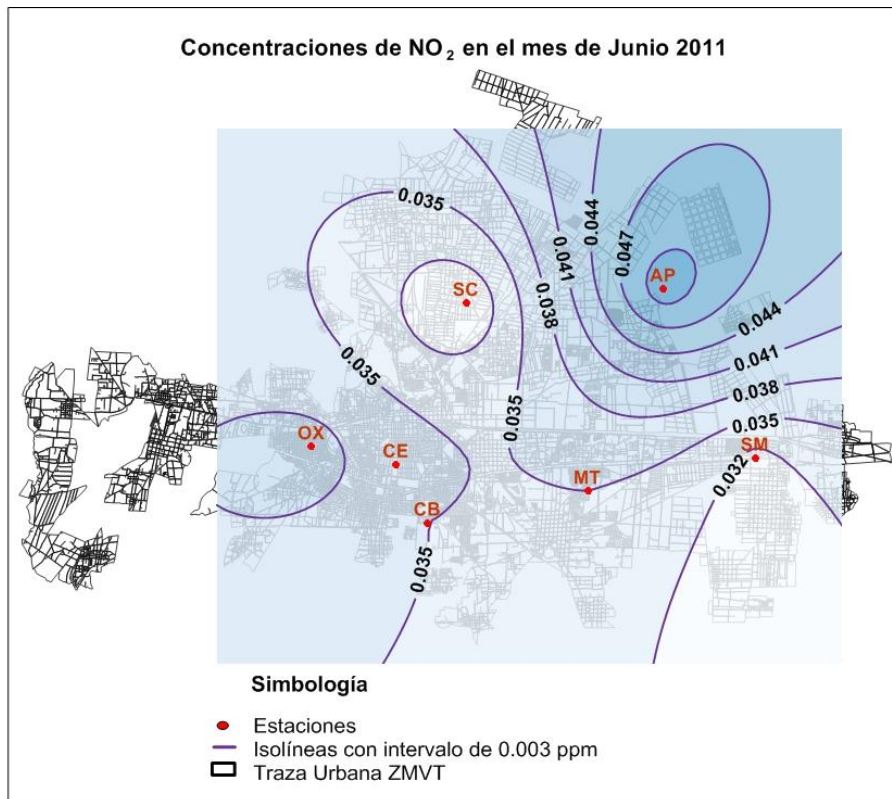 Concentraciones de NO₂ en el mes de Junio 2011
0.035
0.044
0.047
AP
SC
0.041
0.038
0.044
0.041
0.035
0.038
0.035
0.035
OX
CE
SM
0.032
MT
CB
0.035
Simbología
Estaciones
Isolíneas con intervalo de 0.003 ppm
Traza Urbana ZMVT